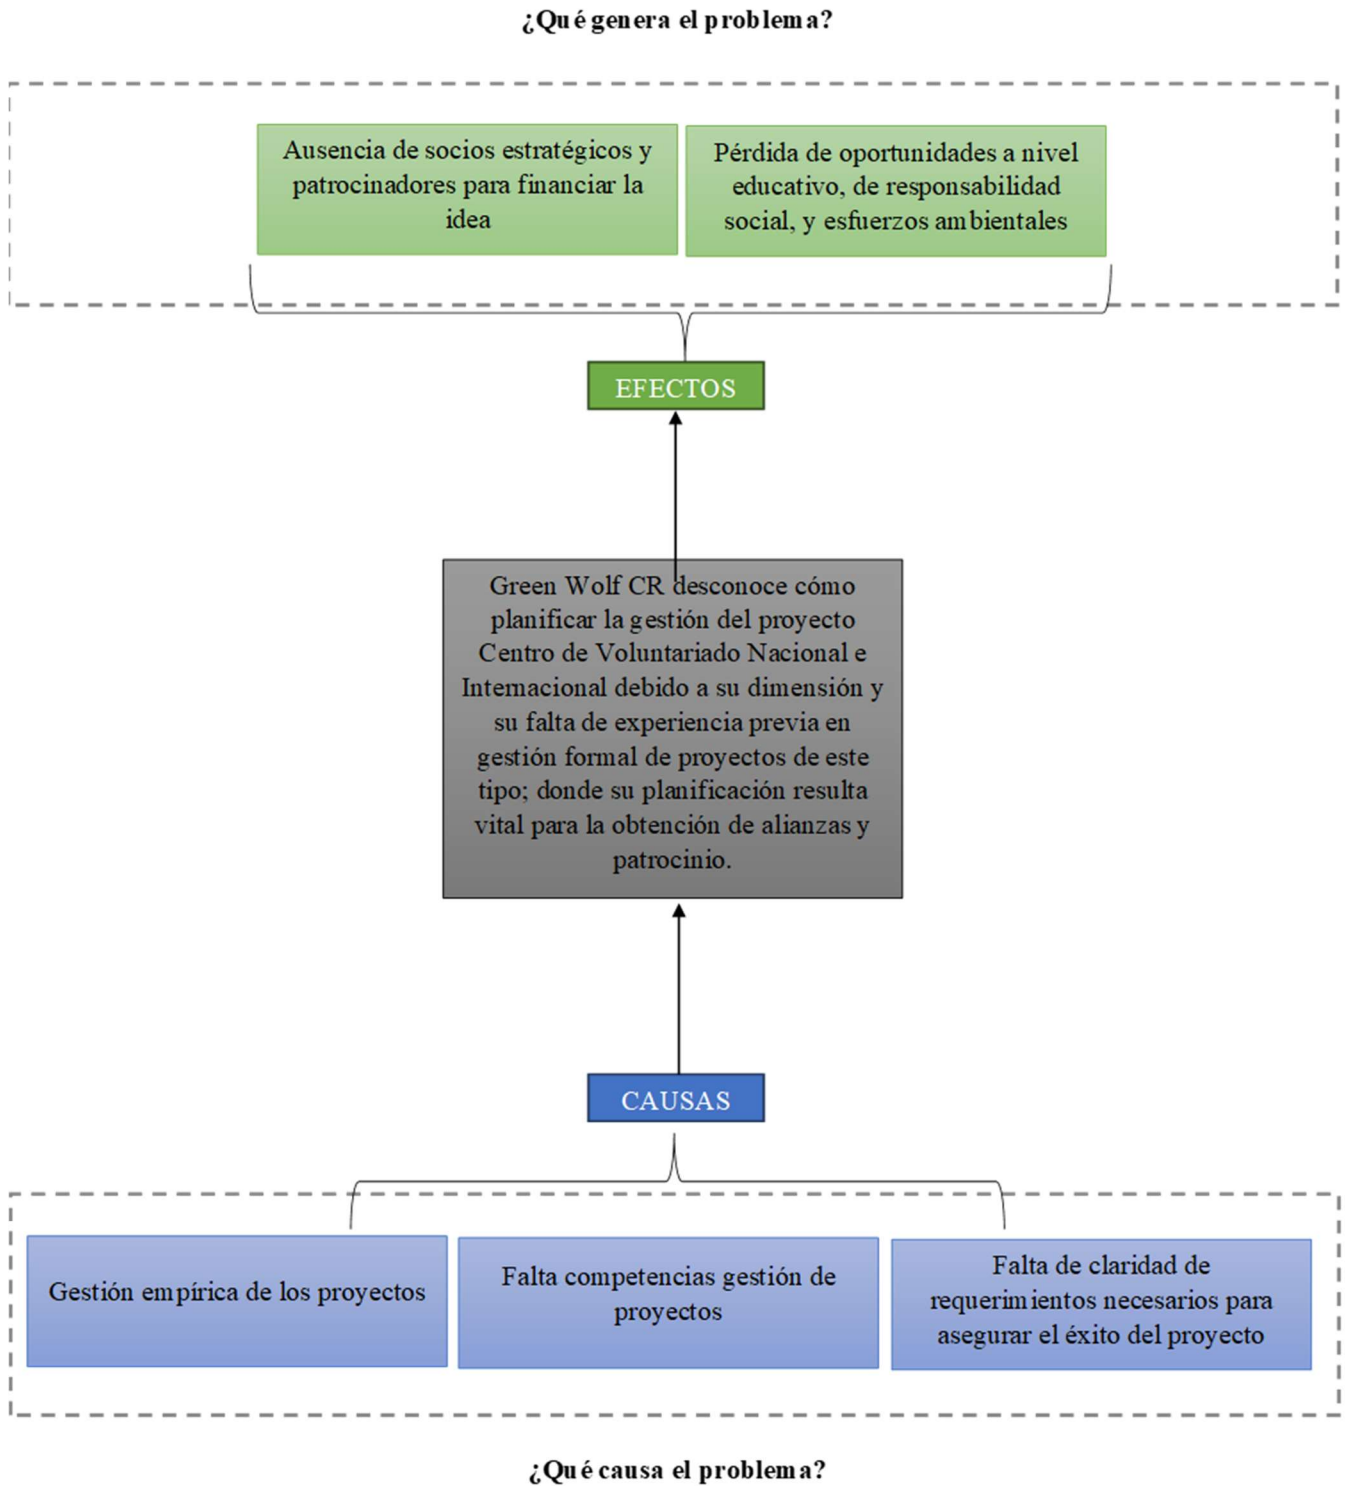 ¿Qué genera el problema?
Ausencia de socios estratégicos y
patrocinadores para financiar la
idea
Pérdida de oportunidades a nivel
educativo, de responsabilidad
social, y esfuerzos ambientales
EFECTOS
Green Wolf CR desconoce cómo
planificar la gestión del proyecto
Centro de Voluntariado Nacional e
Internacional debido a su dimensión y
su falta de experiencia previa en
gestión formal de proyectos de este
tipo; donde su planificación resulta
vital para la obtención de alianzas y
patrocinio.
CAUSAS
Gestión empírica de los proyectos
Falta competencias gestión de
proyectos
Falta de claridad de
requerimientos necesarios para
asegurar el éxito del proyecto
¿Qué causa el problema?